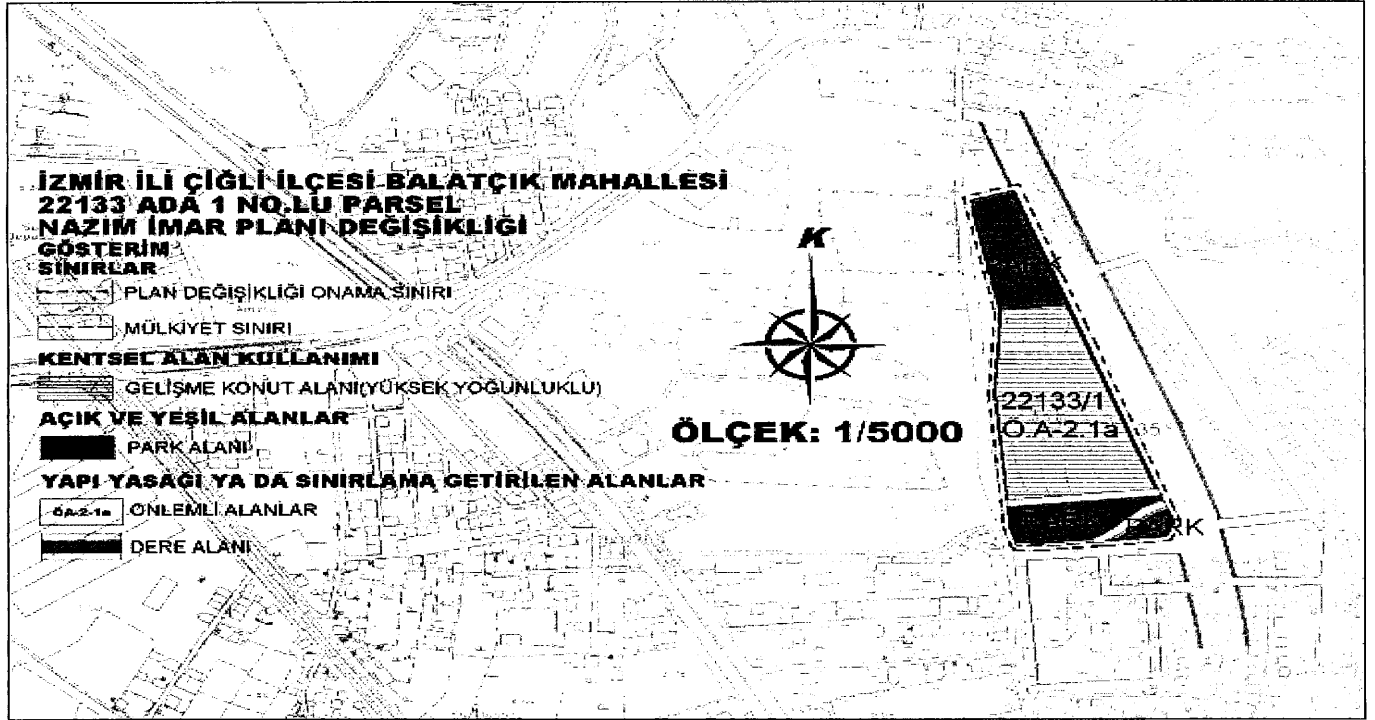 İZMİR İLİ ÇİĞLİ İLÇESİ BALATÇIK MAHALLESİ
22133 ADA 1 NO.LU PARSEL
NAZIM İMAR PLANI DEĞİŞİKLİĞİ
GÖSTERİM
SINIRLAR
PLAN DEĞİŞİKLİĞİ ONAMA SINIRI
MÜLKİYET SINIRI
KENTSEL ALAN KULLANIMI
GELİŞME KONUT ALANI(YÜKSEK YOĞUNLUKLU)
AÇIK VE YEŞİL ALANLAR
PARK ALANI
YAPI YASAĞI YA DA SINIRLAMA GETİRİLEN ALANLAR
ÖA-2-1a ÖNLEMLİ ALANLAR
DERE ALANI
K
ÖLÇEK: 1/5000
22133/1
Ö.A-2.1a
35
PARK